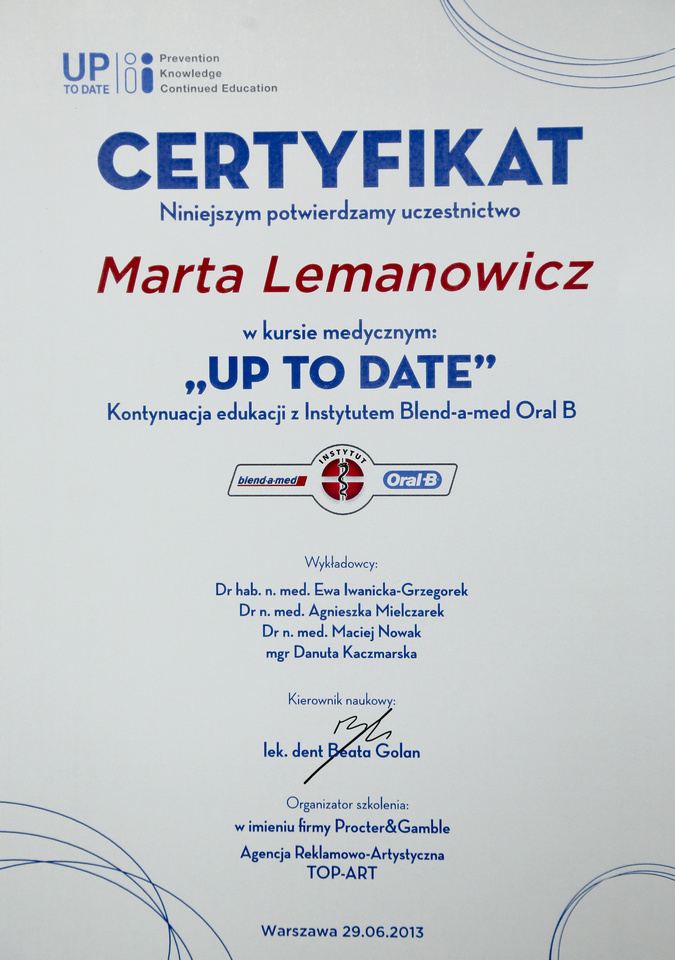 UP
TO DATE
Prevention
Knowledge
Continued Education
CERTYFIKAT
Niniejszym potwierdzamy uczestnictwo
Marta Lemanowicz
w kursie medycznym:
„UP TO DATE”
Kontynuacja edukacji z Instytutem Blend-a-med Oral B
INSTYTUT
blend-a-med
Oral-B
Wykładowcy:
Dr hab. n. med. Ewa Iwanicka-Grzegorek
Dr n. med. Agnieszka Mielczarek
Dr n. med. Maciej Nowak
mgr Danuta Kaczmarska
Kierownik naukowy:
lek. dent Beata Golan
Organizator szkolenia:
w imieniu firmy Procter&Gamble
Agencja Reklamowo-Artystyczna
TOP-ART
Warszawa 29.06.2013